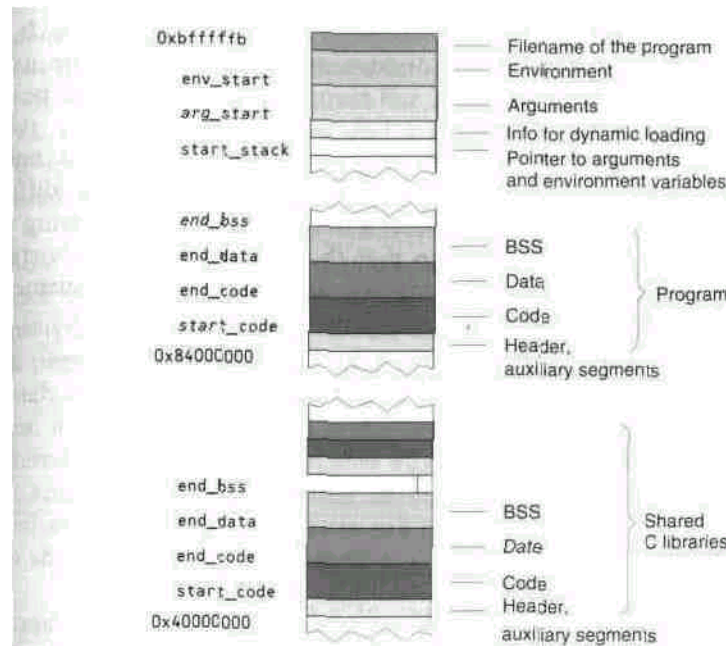 0xbfffffb
Filename of the program
Environment
env_start
Arguments
arg_start
Info for dynamic loading
start_stack
Pointer to arguments
and environment variables
end_bss
BSS
end_data
Data
end_code
Program
Code
start_code
Header,
0x84000000
auxiliary segments
end_bss
BSS
end_data
Shared
C libraries
Date
end_code
Code
start_code
Header,
0x40000000
auxiliary segments